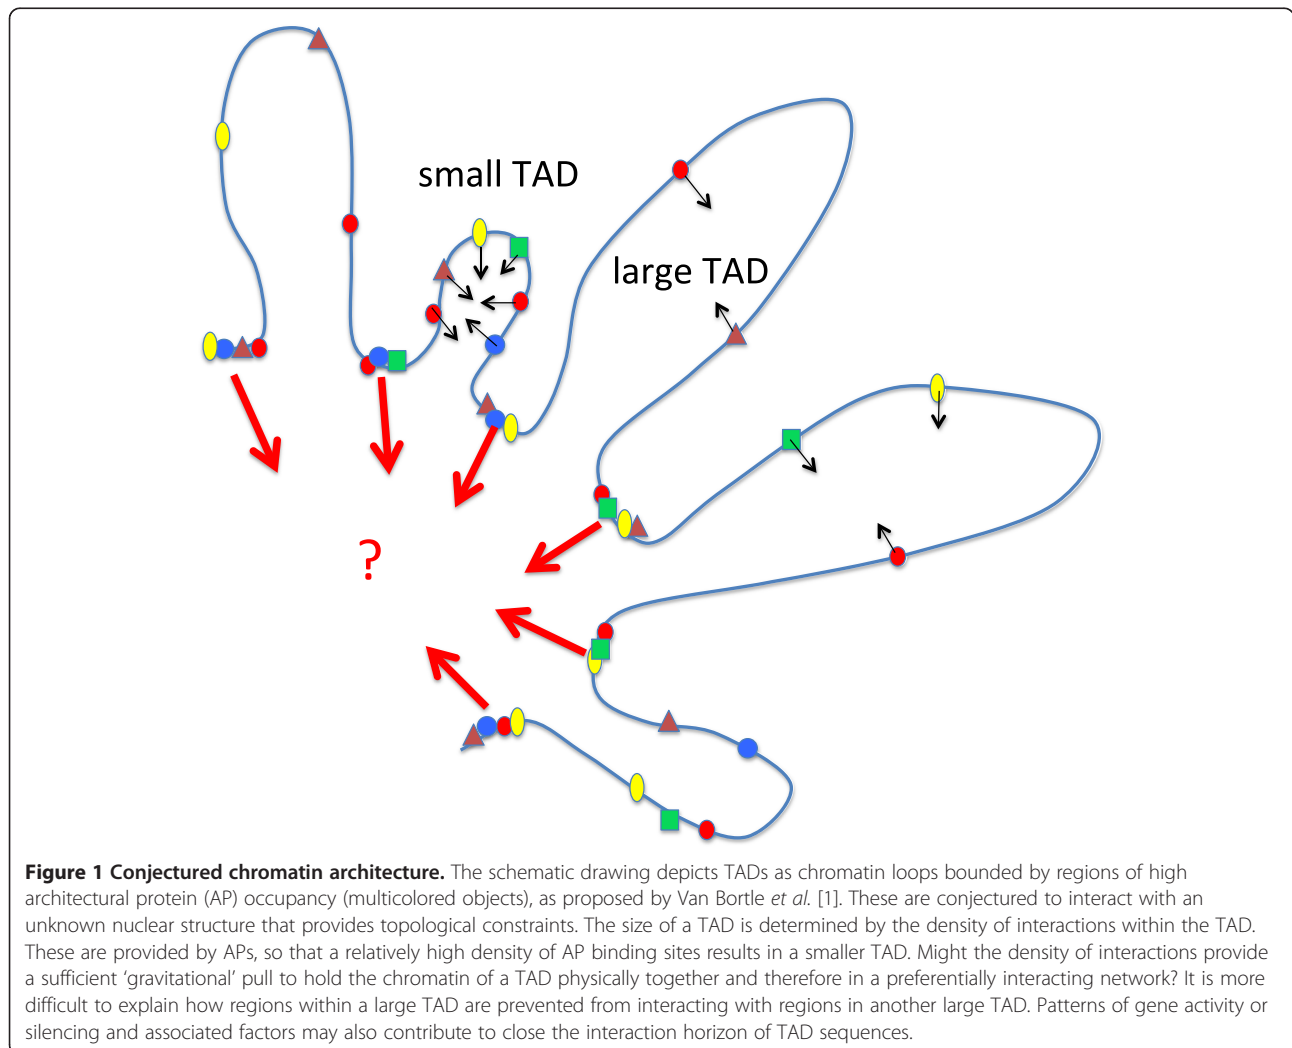 small TAD
large TAD
?
Figure 1 Conjectured chromatin architecture. The schematic drawing depicts TADs as chromatin loops bounded by regions of high
architectural protein (AP) occupancy (multicolored objects), as proposed by Van Bortle et al. [1]. These are conjectured to interact with an
unknown nuclear structure that provides topological constraints. The size of a TAD is determined by the density of interactions within the TAD.
These are provided by APs, so that a relatively high density of AP binding sites results in a smaller TAD. Might the density of interactions provide
a sufficient ‘gravitational’ pull to hold the chromatin of a TAD physically together and therefore in a preferentially interacting network? It is more
difficult to explain how regions within a large TAD are prevented from interacting with regions in another large TAD. Patterns of gene activity or
silencing and associated factors may also contribute to close the interaction horizon of TAD sequences.